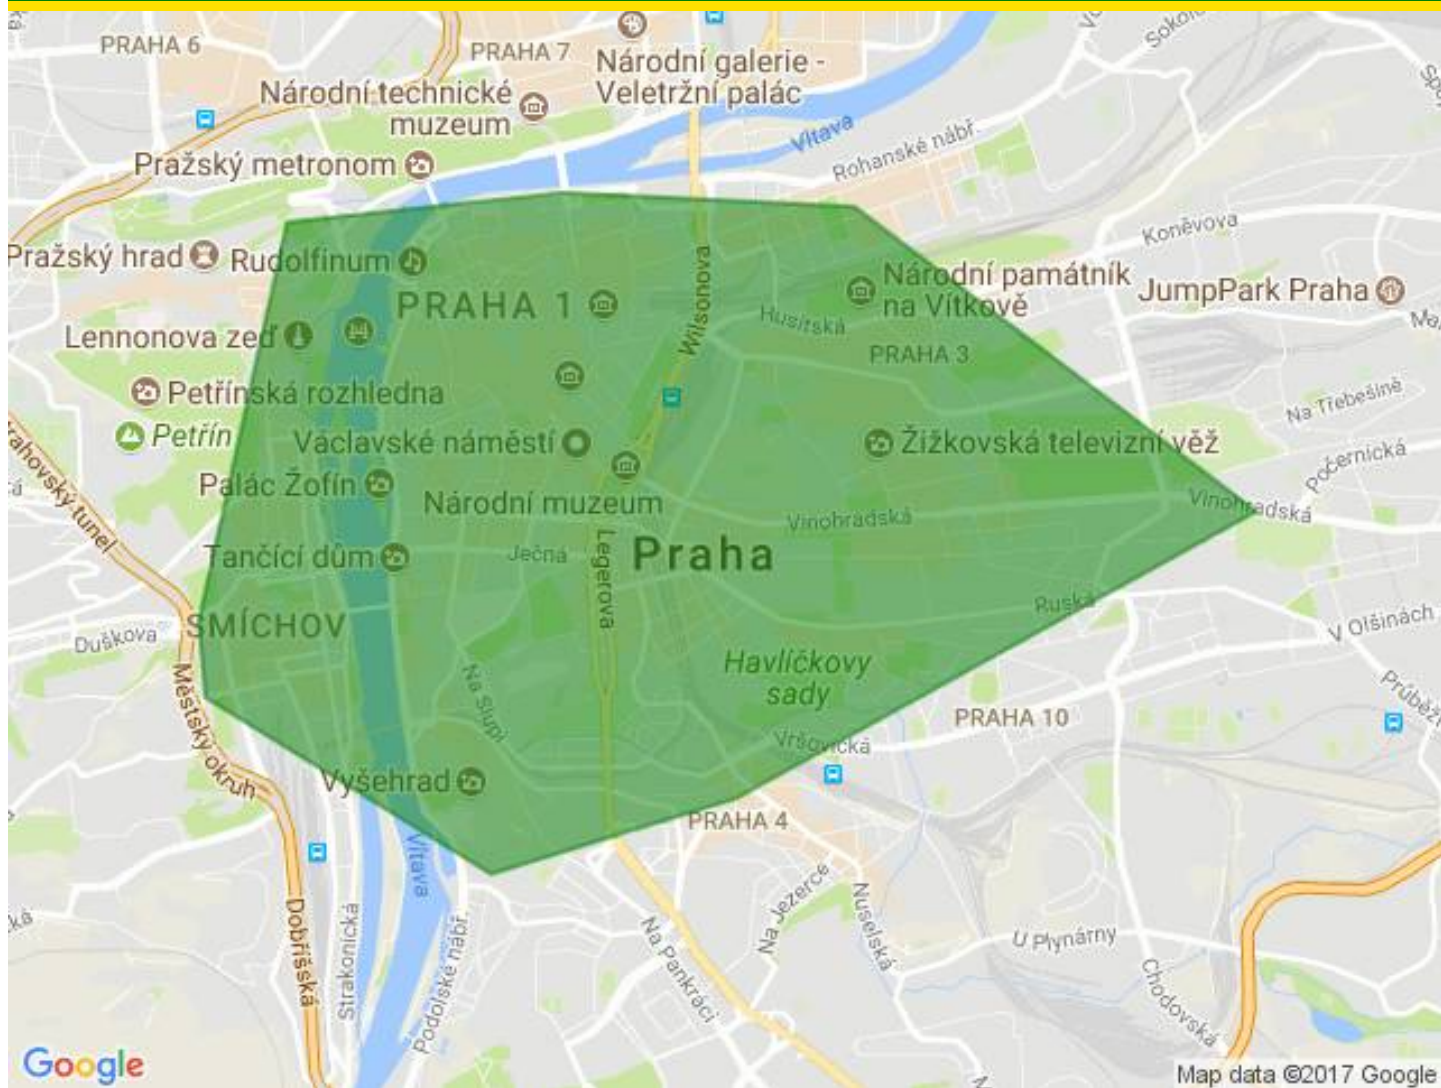 PRAHA 6
PRAHA 7
Národní galerie -
Veletržní palác
Národní technické
muzeum
Pražský metronom
Vltava
Rohanské nábř.
Koněvova
Pražský hrad
Rudolfinum
PRAHA 1
Wilsonova
Národní památník
na Vítkově
JumpPark Praha
Husitská
Lennonova zeď
PRAHA 3
Petřínská rozhledna
Na Třebešíně
Petřín
Václavské náměstí
Žižkovská televizní věž
Počernická
Palác Žofín
Národní muzeum
Vinohradská
Vinohradská
Tančící dům
Ječná
Legerova
Praha
Ruská
SMÍCHOV
Duškova
V Olšinách
Městský okruh
Na Slupi
Havlíčkovy
sady
PRAHA 10
Vršovická
Vyšehrad
PRAHA 4
Vltava
Na Jezerce
Nuselská
Dobříšská
Strakonická
Podolské nábř.
Na Pankráci
U Plynárny
Chodovská
Google
Map data ©2017 Google